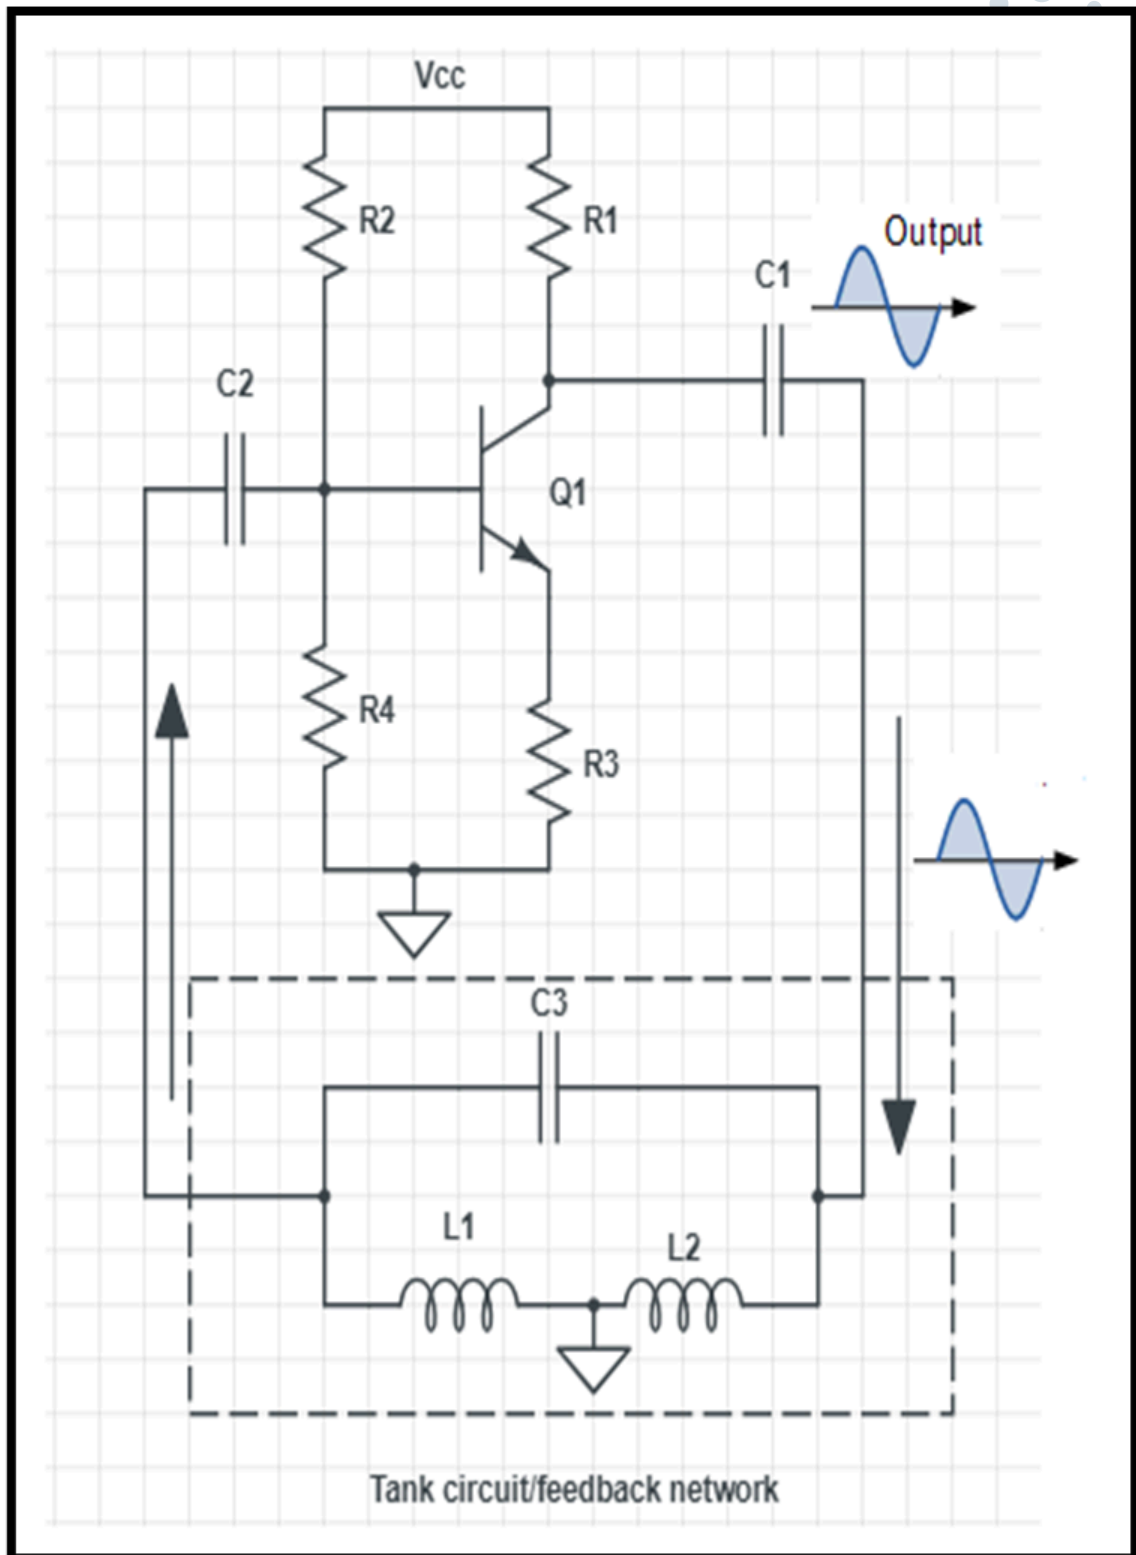 Vcc
R2
R1
Output
C1
C2
Q1
R4
R3
C3
L1
L2
Tank circuit/feedback network